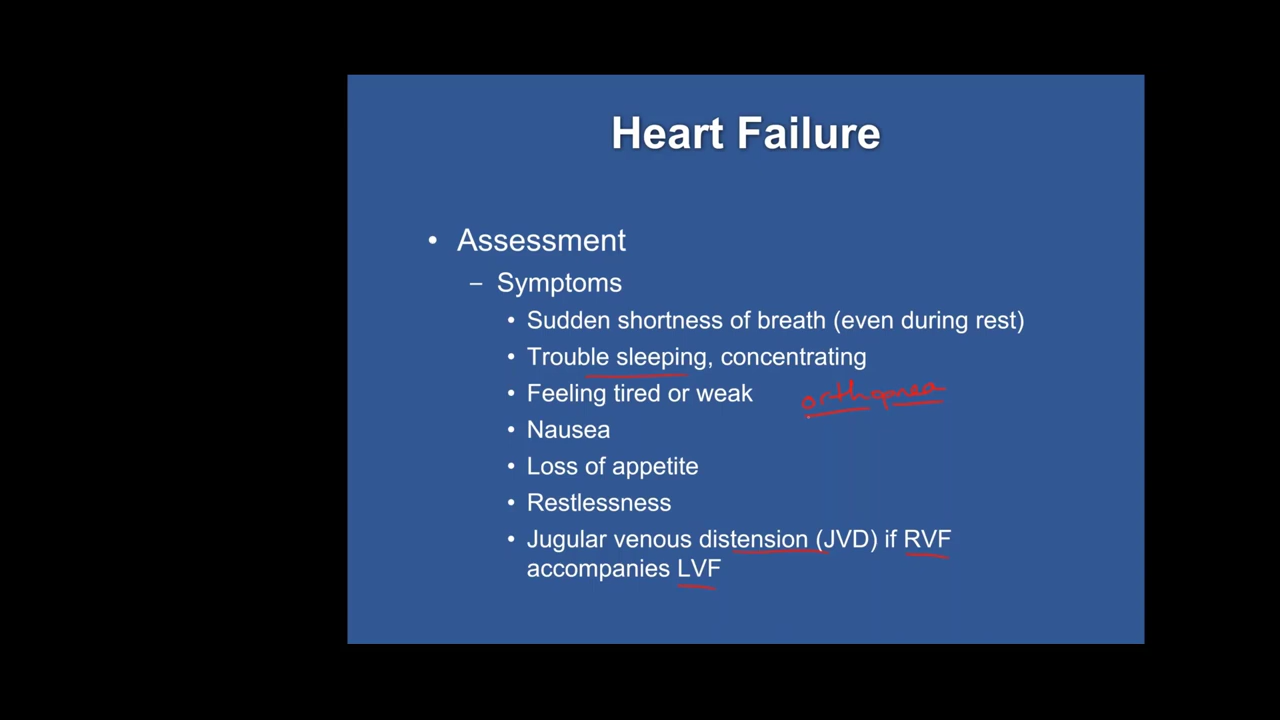 Heart Failure
• Assessment
– Symptoms
• Sudden shortness of breath (even during rest)
• Trouble sleeping, concentrating
• Feeling tired or weak
orthopnea
• Nausea
• Loss of appetite
• Restlessness
• Jugular venous distension (JVD) if RVF
accompanies LVF